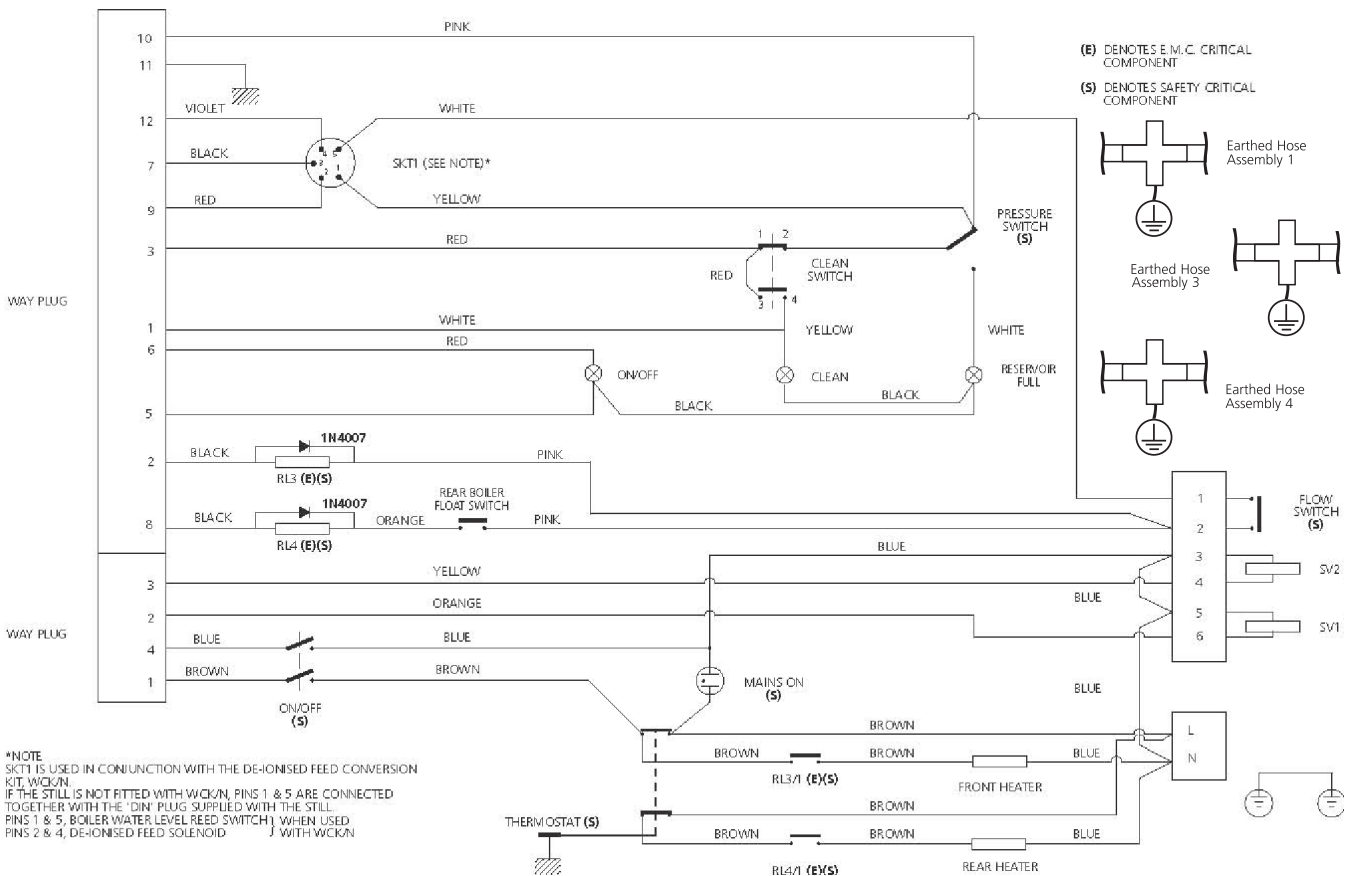 10
PINK
11
VIOLET
WHITE
12
BLACK
7
4 5
3
2 1
SKT1 (SEE NOTE)*
RED
YELLOW
9
RED
3
1 2
CLEAN
SWITCH
RED
3 4
PRESSURE
SWITCH
(S)
WAY PLUG
WHITE
1
YELLOW
WHITE
RED
6
ON/OFF
CLEAN
RESERVOIR
FULL
BLACK
BLACK
5
1N4007
BLACK
PINK
2
RL3 (E)(S)
1N4007
REAR BOILER
FLOAT SWITCH
BLACK
ORANGE
PINK
8
RL4 (E)(S)
BLUE
YELLOW
3
ORANGE
2
WAY PLUG
BLUE
BLUE
4
BROWN
BROWN
1
ON/OFF
(S)
MAINS ON
(S)
(E) DENOTES E.M.C. CRITICAL
COMPONENT
(S) DENOTES SAFETY CRITICAL
COMPONENT
Earthed Hose
Assembly 1
Earthed Hose
Assembly 3
Earthed Hose
Assembly 4
1
FLOW
SWITCH
(S)
2
3
SV2
4
BLUE
5
SV1
6
BLUE
BROWN
L
BROWN
BROWN
BLUE
N
RL3/1 (E)(S)
FRONT HEATER
BROWN
THERMOSTAT (S)
BROWN
BROWN
BLUE
RL4/1 (E)(S)
REAR HEATER
*NOTE
SKT1 IS USED IN CONJUNCTION WITH THE DE-IONISED FEED CONVERSION
KIT, WCK/N.
IF THE STILL IS NOT FITTED WITH WCK/N, PINS 1 & 5 ARE CONNECTED
TOGETHER WITH THE 'DIN' PLUG SUPPLIED WITH THE STILL.
PINS 1 & 5, BOILER WATER LEVEL REED SWITCH } WHEN USED
PINS 2 & 4, DE-IONISED FEED SOLENOID } WITH WCK/N